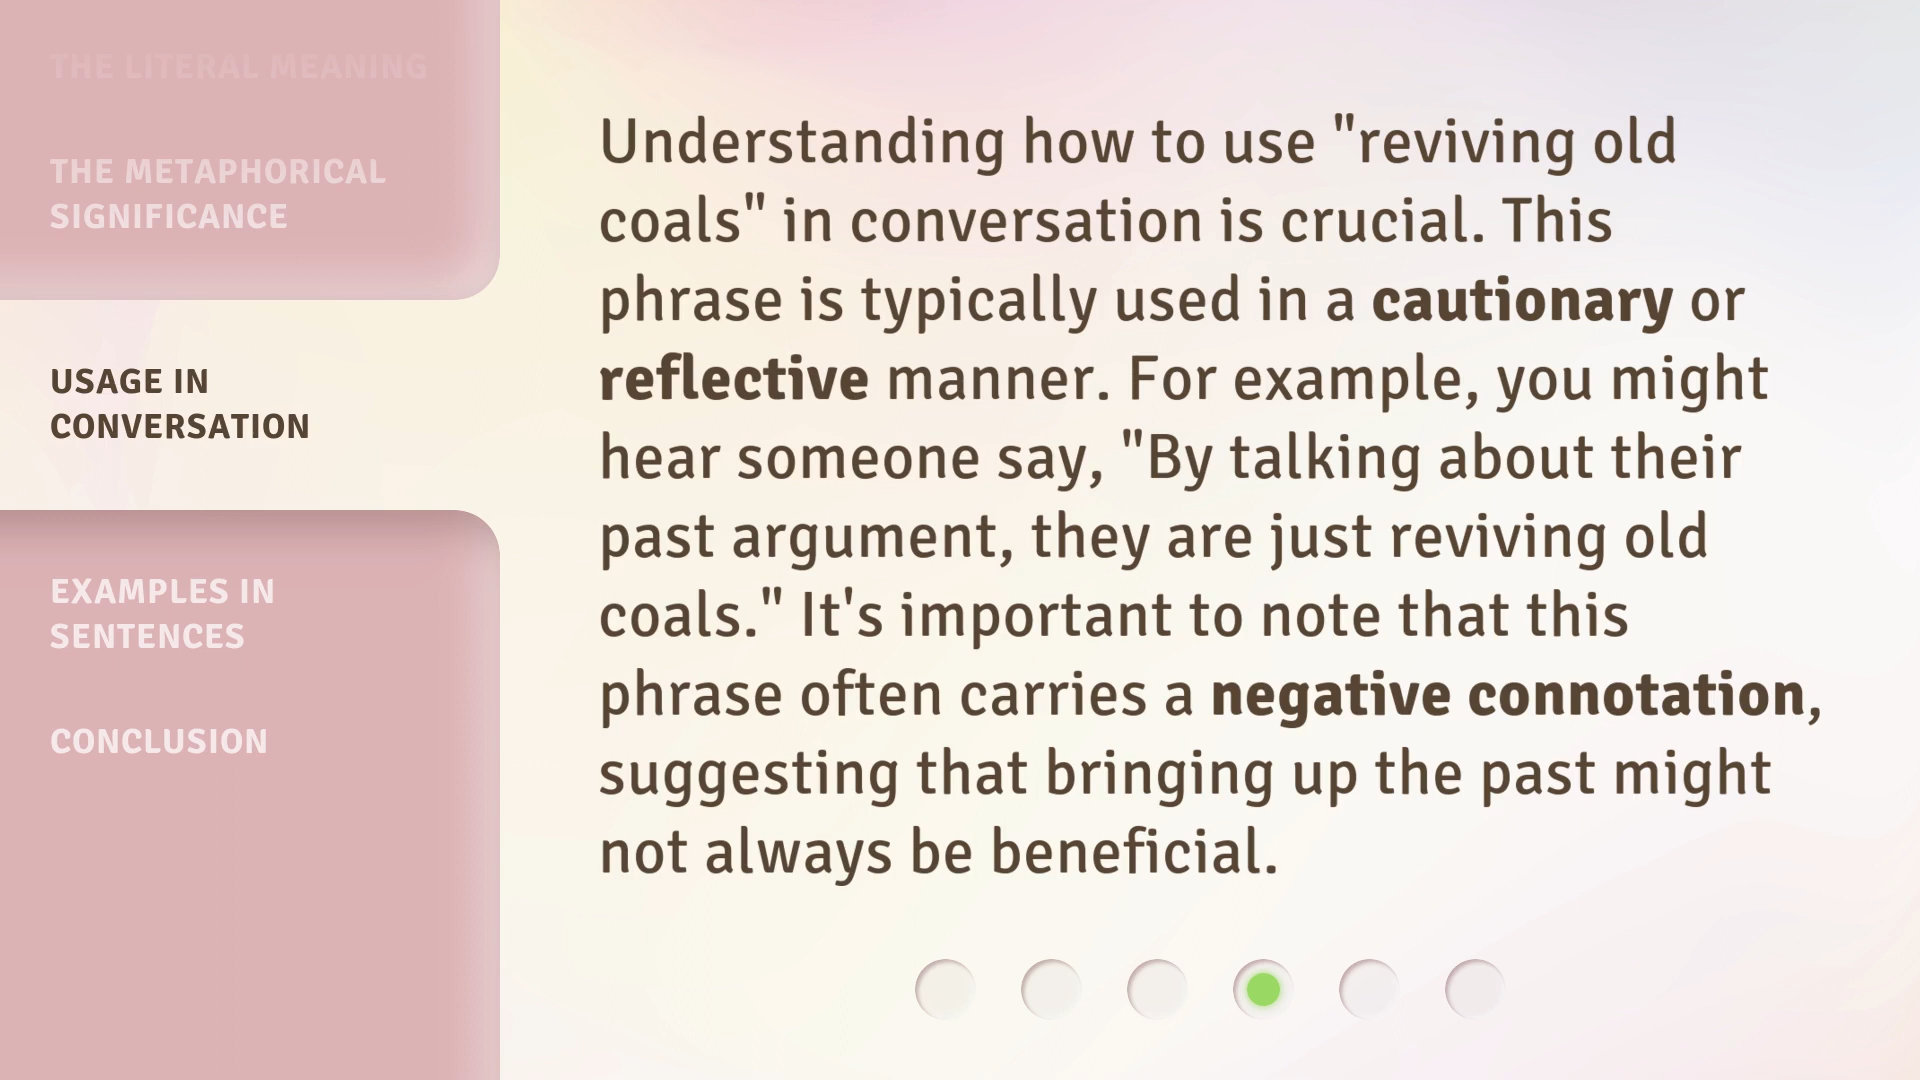 THE LITERAL MEANING
THE METAPHORICAL
SIGNIFICANCE
USAGE IN
CONVERSATION
EXAMPLES IN
SENTENCES
CONCLUSION
Understanding how to use "reviving old
coals" in conversation is crucial. This
phrase is typically used in a cautionary or
reflective manner. For example, you might
hear someone say, "By talking about their
past argument, they are just reviving old
coals." It's important to note that this
phrase often carries a negative connotation,
suggesting that bringing up the past might
not always be beneficial.